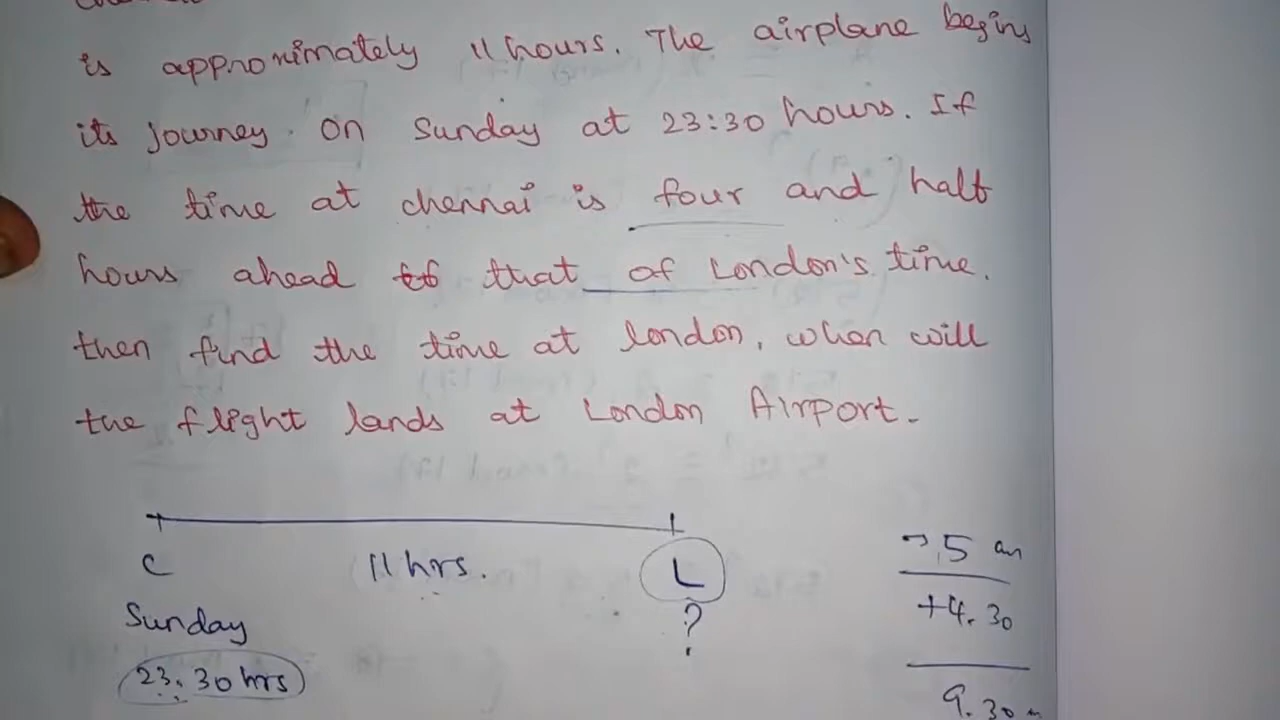 is approximately 11 hours. The airplane begins
its journey on Sunday at 23:30 hours. If
the time at chennai is four and half
hours ahead that of London's time.
then find the time at london, when will
the flight lands at London Airport.
C 11 hrs. L
Sunday ?
23.30 hrs
5 am
+4.30
9.30